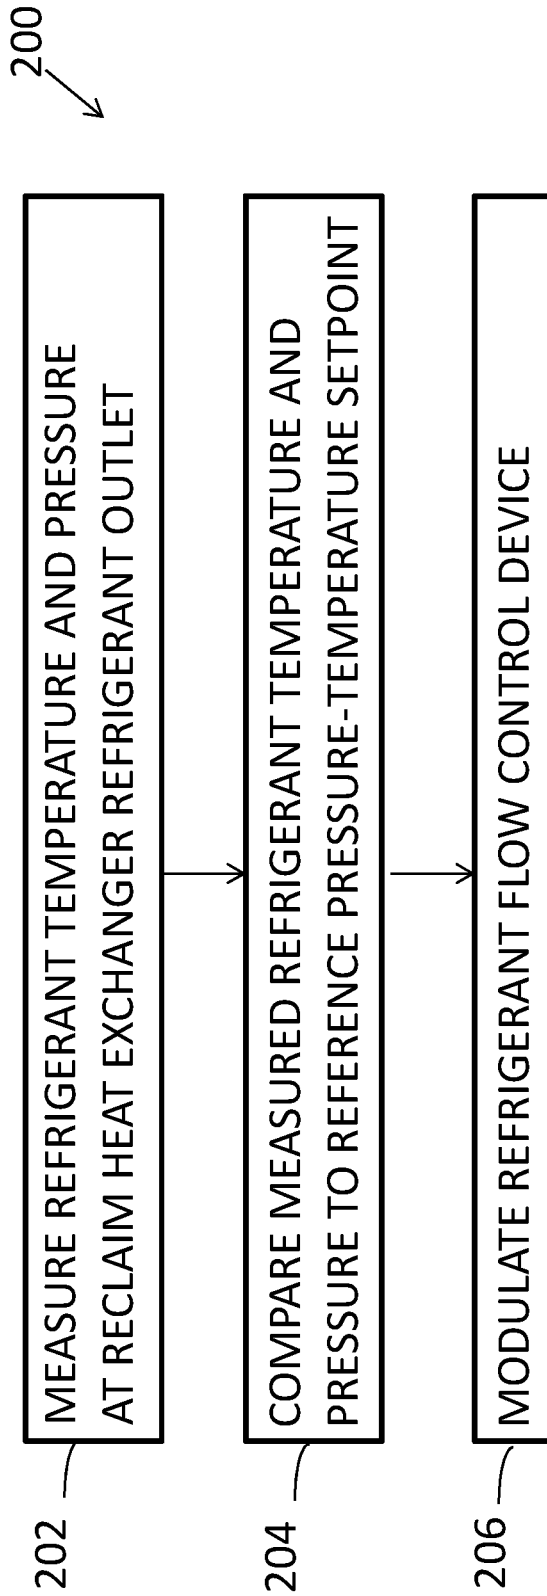 200
202
MEASURE REFRIGERANT TEMPERATURE AND PRESSURE
AT RECLAIM HEAT EXCHANGER REFRIGERANT OUTLET
204
COMPARE MEASURED REFRIGERANT TEMPERATURE AND
PRESSURE TO REFERENCE PRESSURE-TEMPERATURE SETPOINT
206
MODULATE REFRIGERANT FLOW CONTROL DEVICE